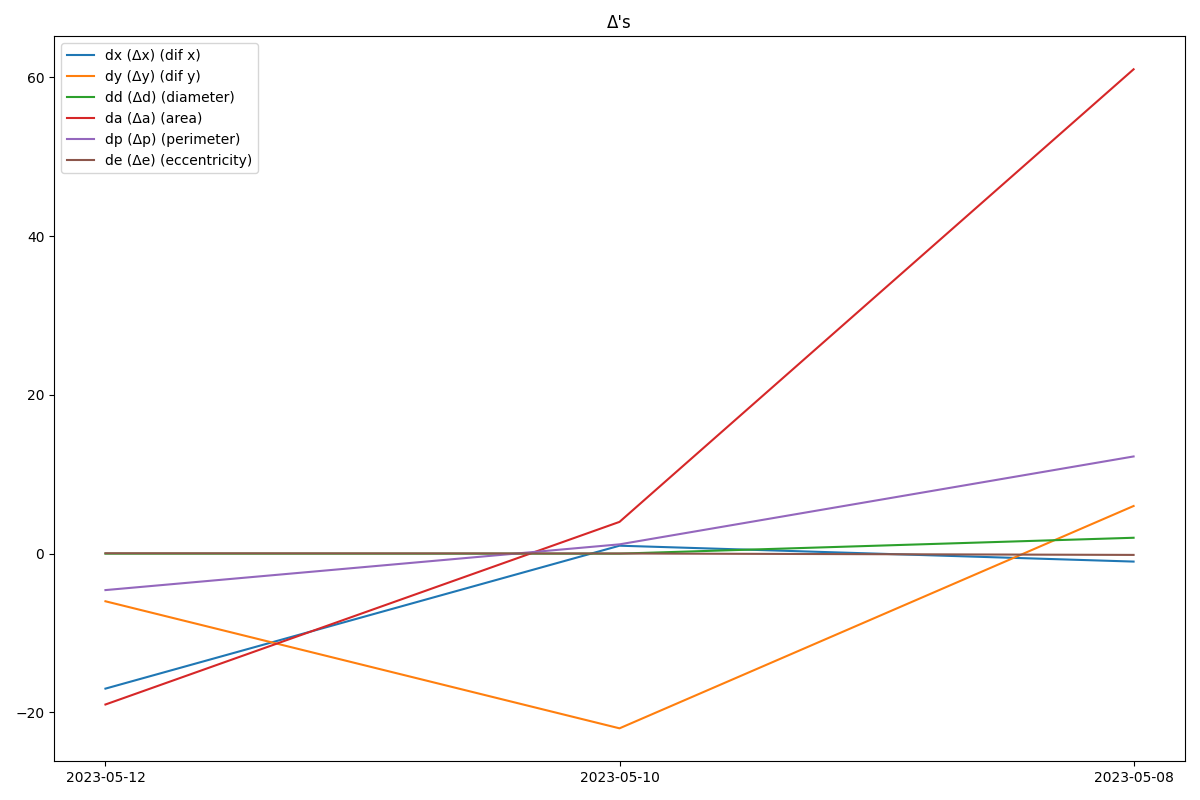 Δ's
dx (Δx) (dif x)
dy (Δy) (dif y)
dd (Δd) (diameter)
da (Δa) (area)
dp (Δp) (perimeter)
de (Δe) (eccentricity)
60
40
20
0
−20
2023-05-12
2023-05-10
2023-05-08